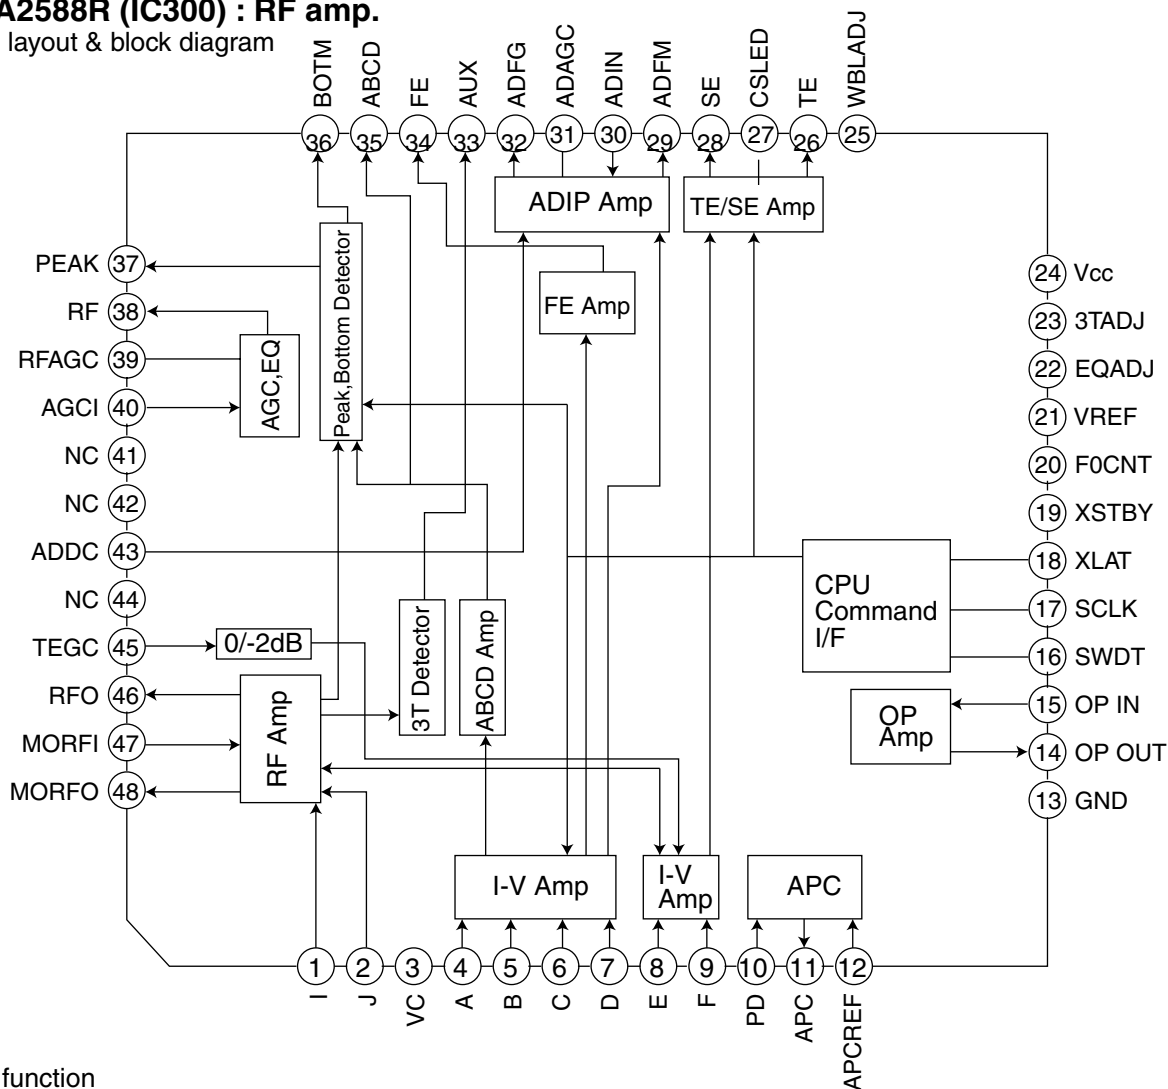 A2588R (IC300) : RF amp.
layout & block diagram
BOTM
ABCD
FE
AUX
ADFG
ADAGC
ADIN
ADFM
SE
CSLED
TE
WBLADJ
36
35
34
33
32
31
30
29
28
27
26
25
ADIP Amp
TE/SE Amp
FE Amp
Peak,Bottom Detector
AGC,EQ
PEAK 37
RF 38
RFAGC 39
AGCI 40
NC 41
NC 42
ADDC 43
NC 44
TEGC 45
RFO 46
MORFI 47
MORFO 48
24 Vcc
23 3TADJ
22 EQADJ
21 VREF
20 F0CNT
19 XSTBY
18 XLAT
17 SCLK
16 SWDT
15 OP IN
14 OP OUT
13 GND
0/-2dB
RF Amp
3T Detector
ABCD Amp
CPU
Command
I/F
OP
Amp
I-V Amp
I-V
Amp
APC
1
2
3
4
5
6
7
8
9
10
11
12
I
J
VC
A
B
C
D
E
F
PD
APC
APCREF
function